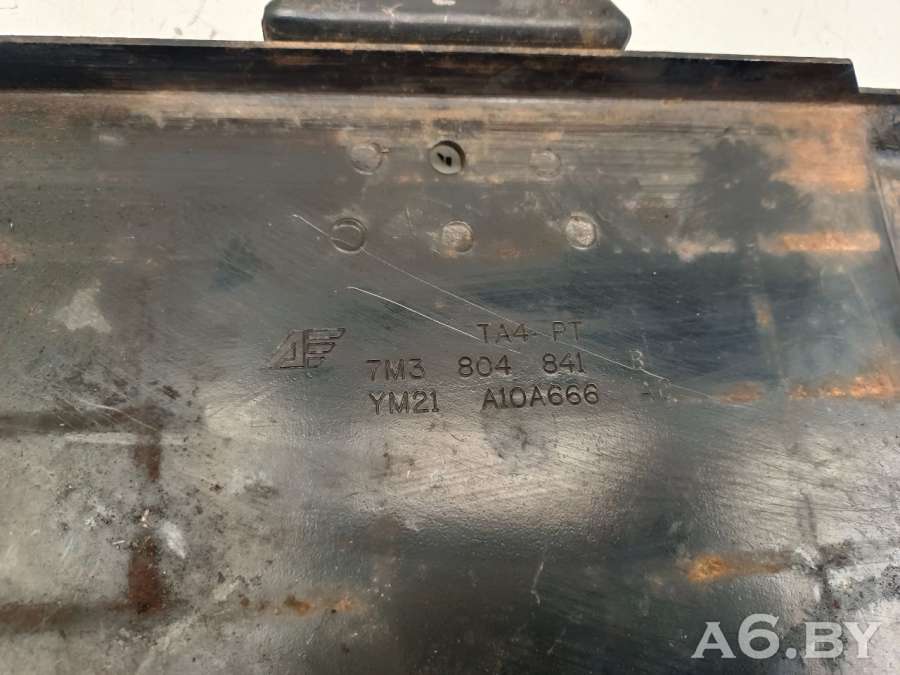 TA4-PT
7M3 804 841 B
YM21 A10A666 -
A6.BY